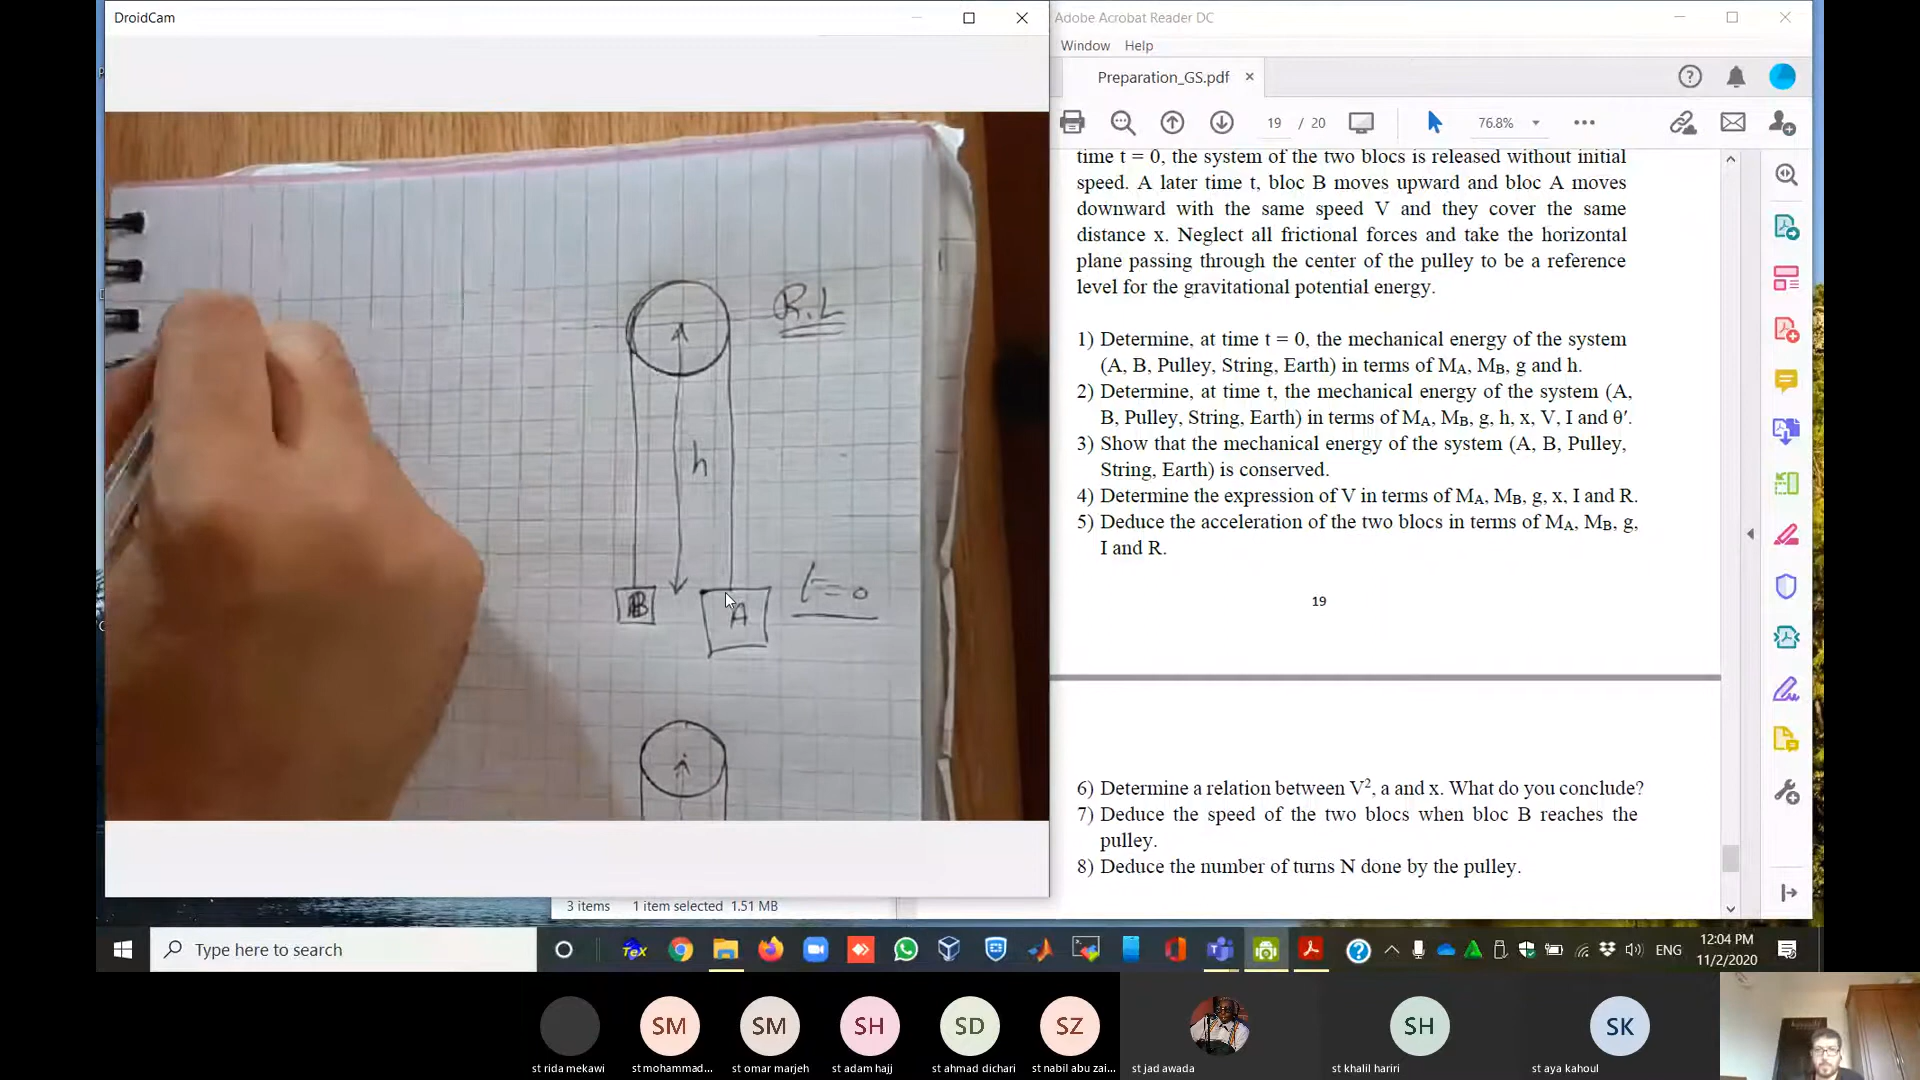 DroidCam
Adobe Acrobat Reader DC
Window Help
Preparation_GS.pdf
19 / 20
76.8%
time t = 0, the system of the two blocs is released without initial
speed. A later time t, bloc B moves upward and bloc A moves
downward with the same speed V and they cover the same
distance x. Neglect all frictional forces and take the horizontal
plane passing through the center of the pulley to be a reference
level for the gravitational potential energy.
1) Determine, at time t = 0, the mechanical energy of the system
(A, B, Pulley, String, Earth) in terms of MA, MB, g and h.
2) Determine, at time t, the mechanical energy of the system (A,
B, Pulley, String, Earth) in terms of MA, MB, g, h, x, V, I and θ′.
3) Show that the mechanical energy of the system (A, B, Pulley,
String, Earth) is conserved.
4) Determine the expression of V in terms of MA, MB, g, x, I and R.
5) Deduce the acceleration of the two blocs in terms of MA, MB, g,
I and R.
19
6) Determine a relation between V², a and x. What do you conclude?
7) Deduce the speed of the two blocs when bloc B reaches the
pulley.
8) Deduce the number of turns N done by the pulley.
R.L
h
B
A
t=0
3 items 1 item selected 1.51 MB
Type here to search
TeX
ENG
12:04 PM
11/2/2020
SM SM SH SD SZ SH SK
st rida mekawi st mohammad... st omar marjeh st adam hajj st ahmad dichari st nabil abu zai... st jad awada st khalil hariri st aya kahoul